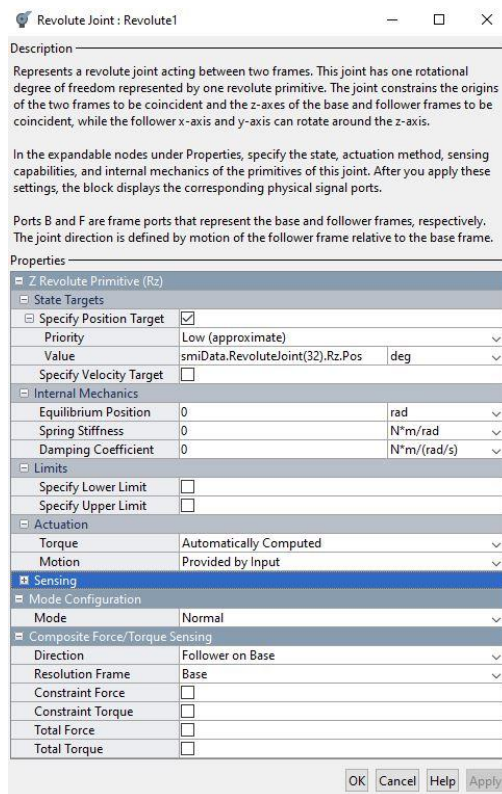 Revolute Joint : Revolute1
Description
Represents a revolute joint acting between two frames. This joint has one rotational
degree of freedom represented by one revolute primitive. The joint constrains the origins
of the two frames to be coincident and the z-axes of the base and follower frames to be
coincident, while the follower x-axis and y-axis can rotate around the z-axis.
In the expandable nodes under Properties, specify the state, actuation method, sensing
capabilities, and internal mechanics of the primitives of this joint. After you apply these
settings, the block displays the corresponding physical signal ports.
Ports B and F are frame ports that represent the base and follower frames, respectively.
The joint direction is defined by motion of the follower frame relative to the base frame.
Properties
Z Revolute Primitive (Rz)
State Targets
Specify Position Target
Priority Low (approximate)
Value smiData.RevoluteJoint(32).Rz.Pos deg
Specify Velocity Target
Internal Mechanics
Equilibrium Position 0 rad
Spring Stiffness 0 N*m/rad
Damping Coefficient 0 N*m/(rad/s)
Limits
Specify Lower Limit
Specify Upper Limit
Actuation
Torque Automatically Computed
Motion Provided by Input
Sensing
Mode Configuration
Mode Normal
Composite Force/Torque Sensing
Direction Follower on Base
Resolution Frame Base
Constraint Force
Constraint Torque
Total Force
Total Torque
OK Cancel Help Apply